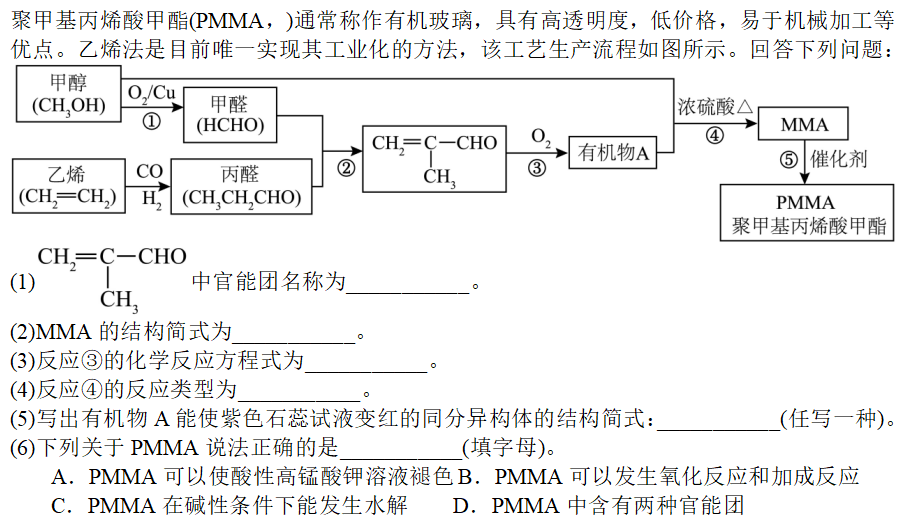 聚甲基丙烯酸甲酯(PMMA，)通常称作有机玻璃，具有高透明度，低价格，易于机械加工等
优点。乙烯法是目前唯一实现其工业化的方法，该工艺生产流程如图所示。回答下列问题：
甲醇
(CH₃OH)
O₂/Cu
①
甲醛
(HCHO)
乙烯
(CH₂=CH₂)
CO
H₂
丙醛
(CH₃CH₂CHO)
②
CH₂=C—CHO
CH₃
O₂
③
有机物A
浓硫酸△
④
MMA
⑤
催化剂
PMMA
聚甲基丙烯酸甲酯
CH₂=C—CHO
(1) 中官能团名称为___________。
CH₃
(2)MMA 的结构简式为___________。
(3)反应③的化学反应方程式为___________。
(4)反应④的反应类型为___________。
(5)写出有机物 A 能使紫色石蕊试液变红的同分异构体的结构简式：___________(任写一种)。
(6)下列关于 PMMA 说法正确的是___________(填字母)。
A．PMMA 可以使酸性高锰酸钾溶液褪色 B．PMMA 可以发生氧化反应和加成反应
C．PMMA 在碱性条件下能发生水解 D．PMMA 中含有两种官能团